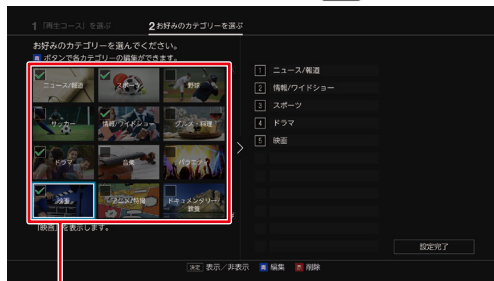 1 「再生コース」を選ぶ
2 お好みのカテゴリーを選ぶ
お好みのカテゴリーを選んでください。
青 ボタンで各カテゴリーの編集ができます。
ニュース/報道
スポーツ
野球
サッカー
情報/ワイドショー
グルメ・料理
ドラマ
音楽
バラエティ
映画
アニメ/特撮
ドキュメンタリー/
教養
「映画」を表示します。
1 ニュース/報道
2 情報/ワイドショー
3 スポーツ
4 ドラマ
5 映画
設定完了
決定 表示/非表示 青 編集 赤 削除